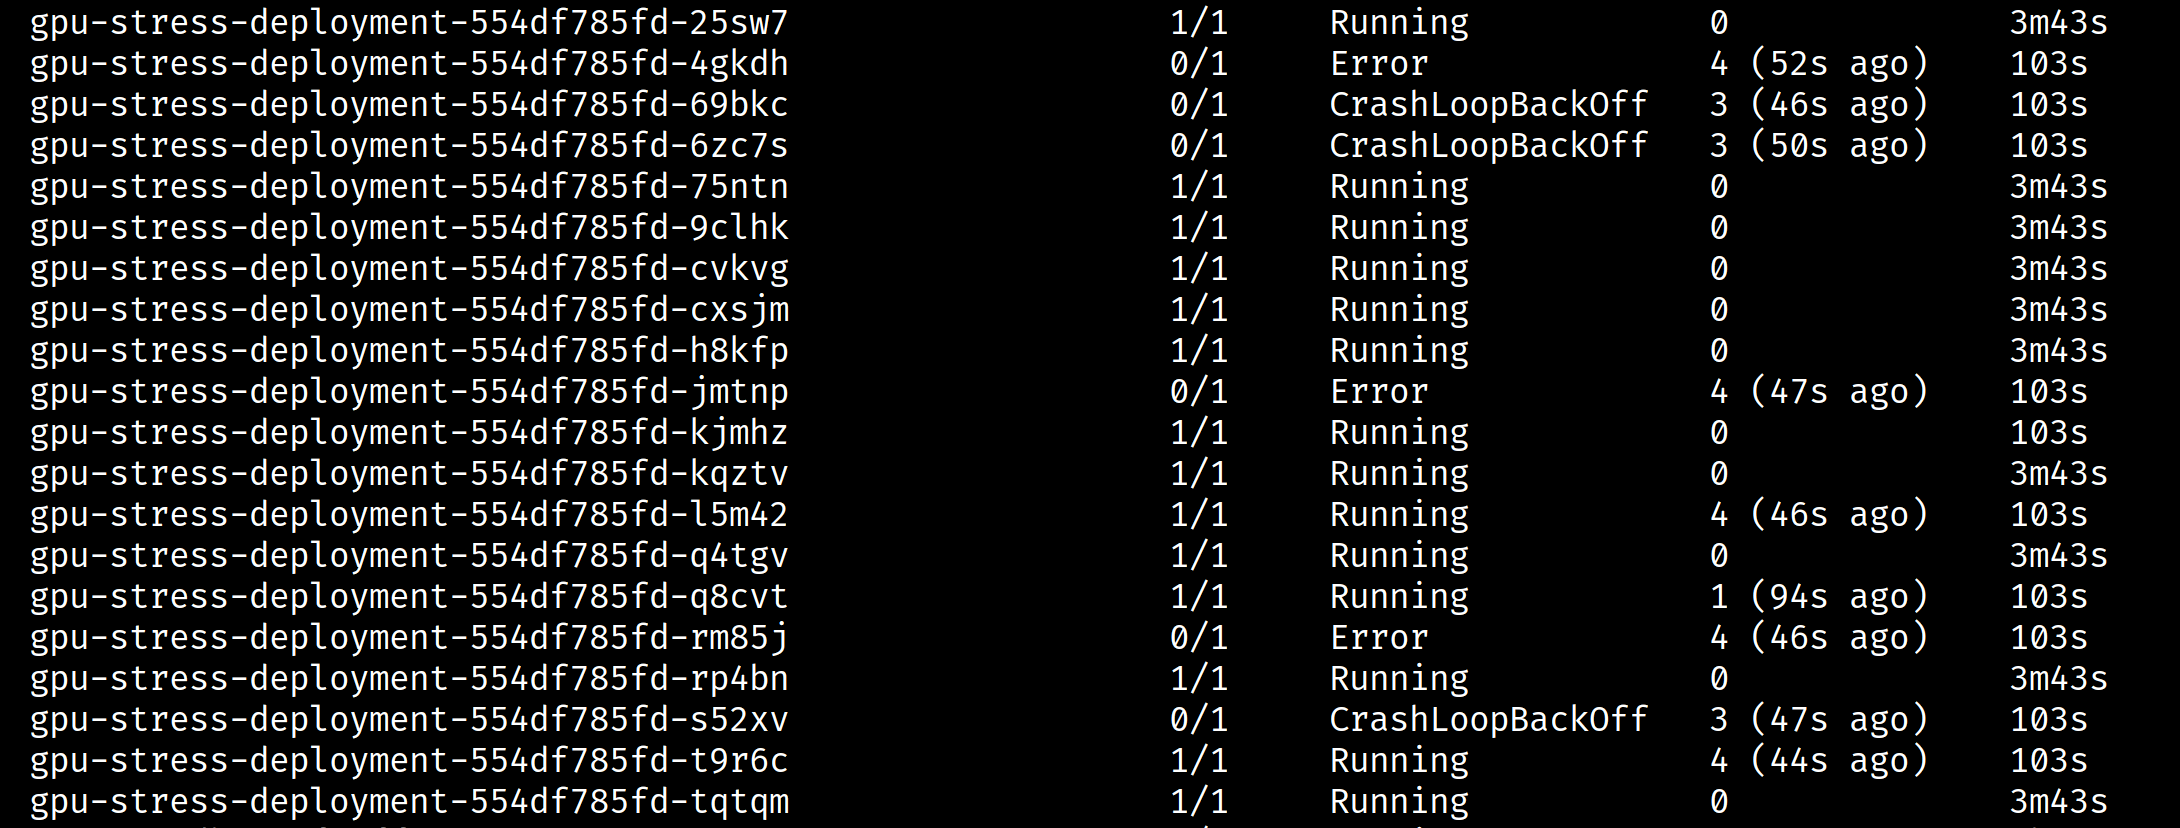 gpu-stress-deployment-554df785fd-25sw7 1/1 Running 0 3m43s
gpu-stress-deployment-554df785fd-4gkdh 0/1 Error 4 (52s ago) 103s
gpu-stress-deployment-554df785fd-69bkc 0/1 CrashLoopBackOff 3 (46s ago) 103s
gpu-stress-deployment-554df785fd-6zc7s 0/1 CrashLoopBackOff 3 (50s ago) 103s
gpu-stress-deployment-554df785fd-75ntn 1/1 Running 0 3m43s
gpu-stress-deployment-554df785fd-9clhk 1/1 Running 0 3m43s
gpu-stress-deployment-554df785fd-cvkvg 1/1 Running 0 3m43s
gpu-stress-deployment-554df785fd-cxsjm 1/1 Running 0 3m43s
gpu-stress-deployment-554df785fd-h8kfp 1/1 Running 0 3m43s
gpu-stress-deployment-554df785fd-jmtnp 0/1 Error 4 (47s ago) 103s
gpu-stress-deployment-554df785fd-kjmhz 1/1 Running 0 103s
gpu-stress-deployment-554df785fd-kqztv 1/1 Running 0 3m43s
gpu-stress-deployment-554df785fd-l5m42 1/1 Running 4 (46s ago) 103s
gpu-stress-deployment-554df785fd-q4tgv 1/1 Running 0 3m43s
gpu-stress-deployment-554df785fd-q8cvt 1/1 Running 1 (94s ago) 103s
gpu-stress-deployment-554df785fd-rm85j 0/1 Error 4 (46s ago) 103s
gpu-stress-deployment-554df785fd-rp4bn 1/1 Running 0 3m43s
gpu-stress-deployment-554df785fd-s52xv 0/1 CrashLoopBackOff 3 (47s ago) 103s
gpu-stress-deployment-554df785fd-t9r6c 1/1 Running 4 (44s ago) 103s
gpu-stress-deployment-554df785fd-tqtqm 1/1 Running 0 3m43s